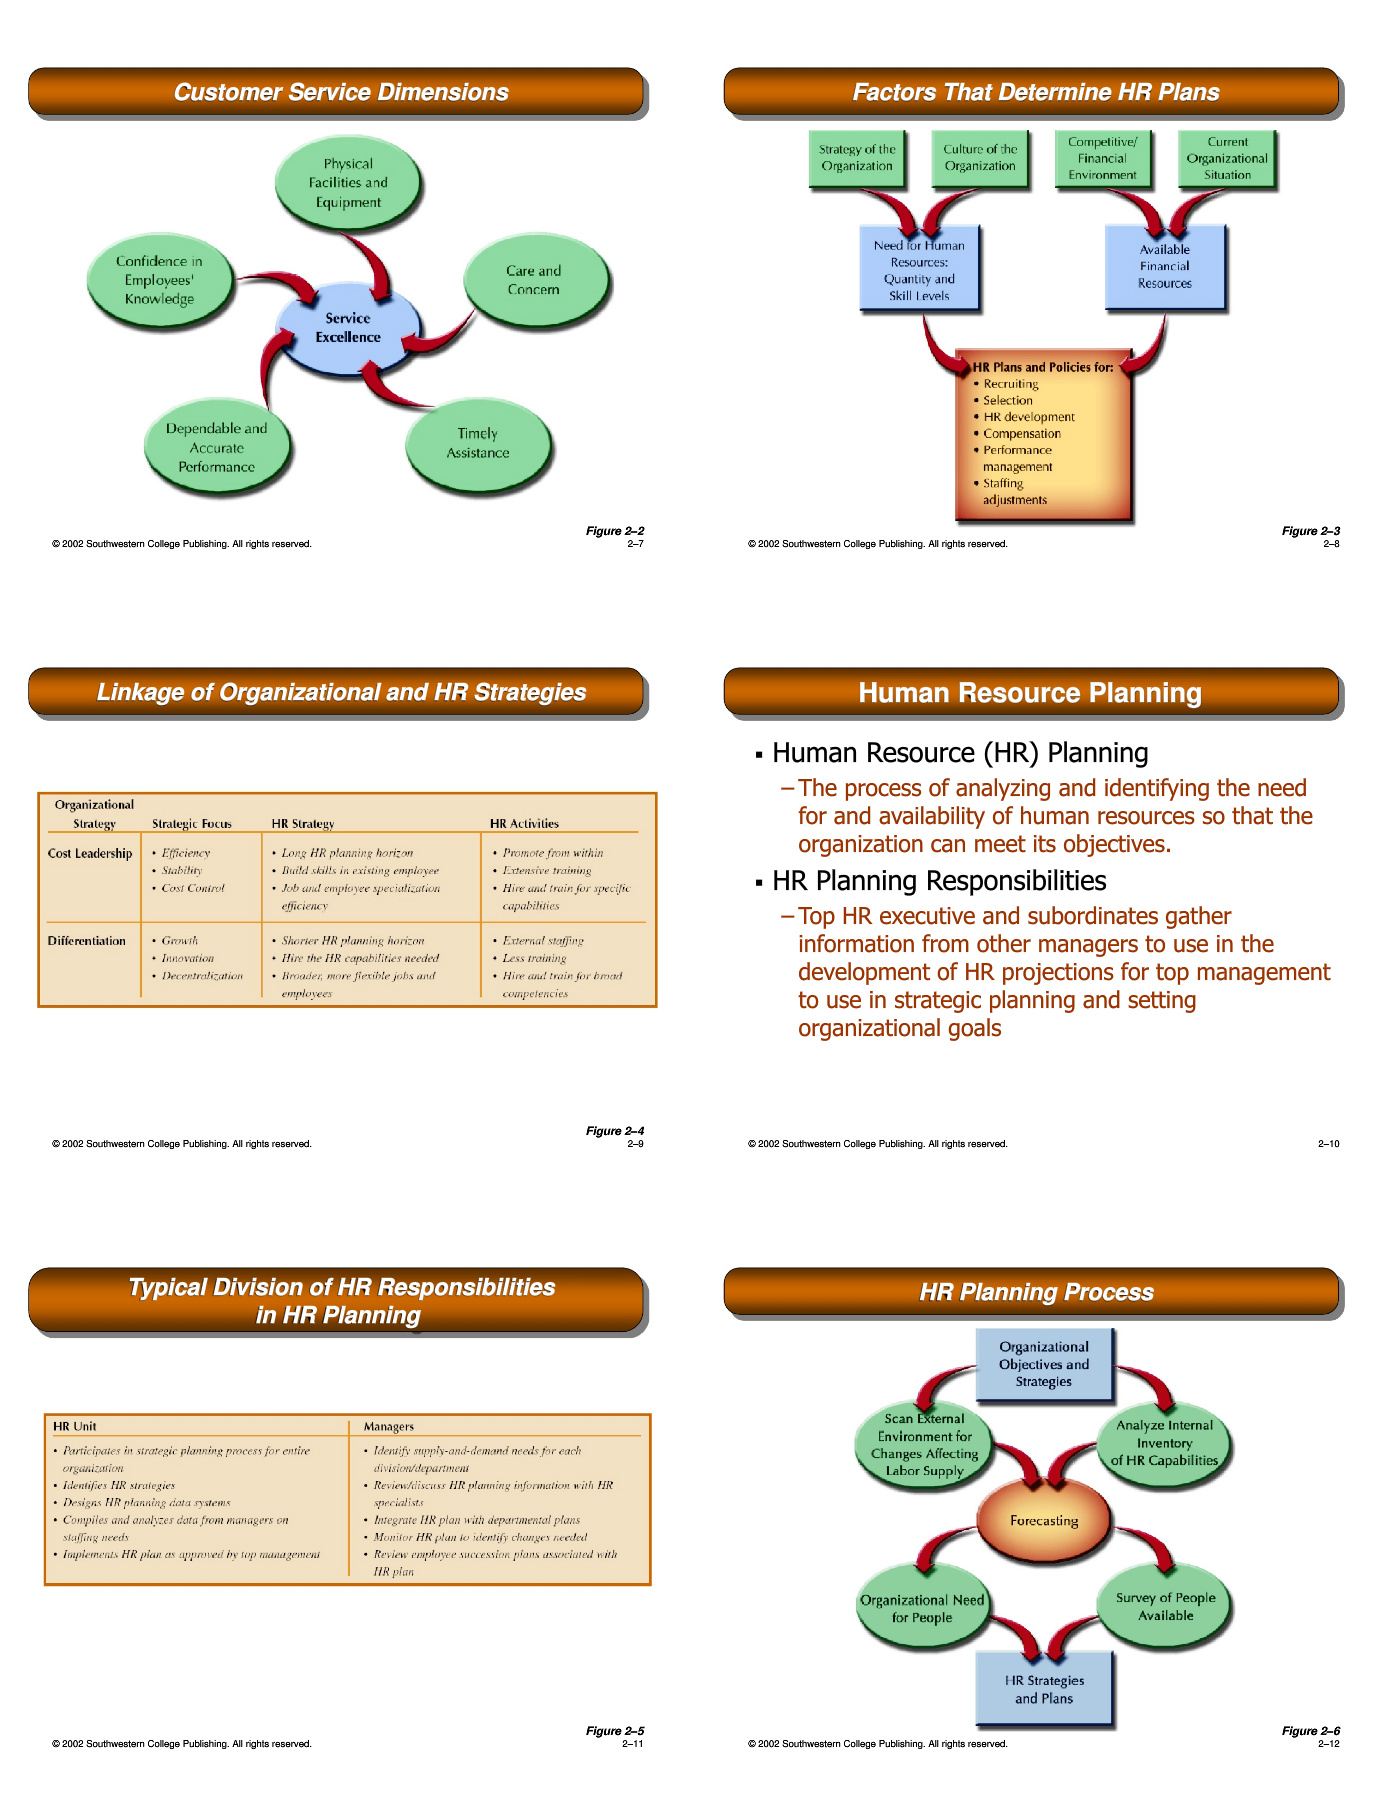 Customer Service Dimensions
Physical
Facilities and
Equipment
Confidence in
Employees'
Knowledge
Care and
Concern
Service
Excellence
Dependable and
Accurate
Performance
Timely
Assistance
Figure 2–2
© 2002 Southwestern College Publishing. All rights reserved.
2–7
Factors That Determine HR Plans
Strategy of the
Organization
Culture of the
Organization
Competitive/
Financial
Environment
Current
Organizational
Situation
Need for Human
Resources:
Quantity and
Skill Levels
Available
Financial
Resources
HR Plans and Policies for:
• Recruiting
• Selection
• HR development
• Compensation
• Performance
management
• Staffing
adjustments
Figure 2–3
© 2002 Southwestern College Publishing. All rights reserved.
2–8
Linkage of Organizational and HR Strategies
Organizational
Strategy
Strategic Focus
HR Strategy
HR Activities
Cost Leadership
• Efficiency
• Stability
• Cost Control
• Long HR planning horizon
• Build skills in existing employee
• Job and employee specialization
efficiency
• Promote from within
• Extensive training
• Hire and train for specific
capabilities
Differentiation
• Growth
• Innovation
• Decentralization
• Shorter HR planning horizon
• Hire the HR capabilities needed
• Broader, more flexible jobs and
employees
• External staffing
• Less training
• Hire and train for broad
competencies
Figure 2–4
© 2002 Southwestern College Publishing. All rights reserved.
2–9
Human Resource Planning
▪ Human Resource (HR) Planning
– The process of analyzing and identifying the need
for and availability of human resources so that the
organization can meet its objectives.
▪ HR Planning Responsibilities
– Top HR executive and subordinates gather
information from other managers to use in the
development of HR projections for top management
to use in strategic planning and setting
organizational goals
© 2002 Southwestern College Publishing. All rights reserved.
2–10
Typical Division of HR Responsibilities
in HR Planning
HR Unit
• Participates in strategic planning process for entire
organization
• Identifies HR strategies
• Designs HR planning data systems
• Compiles and analyzes data from managers on
staffing needs
• Implements HR plan as approved by top management
Managers
• Identify supply-and-demand needs for each
division/department
• Review/discuss HR planning information with HR
specialists
• Integrate HR plan with departmental plans
• Monitor HR plan to identify changes needed
• Review employee succession plans associated with
HR plan
Figure 2–5
© 2002 Southwestern College Publishing. All rights reserved.
2–11
HR Planning Process
Organizational
Objectives and
Strategies
Scan External
Environment for
Changes Affecting
Labor Supply
Analyze Internal
Inventory
of HR Capabilities
Forecasting
Organizational Need
for People
Survey of People
Available
HR Strategies
and Plans
Figure 2–6
© 2002 Southwestern College Publishing. All rights reserved.
2–12